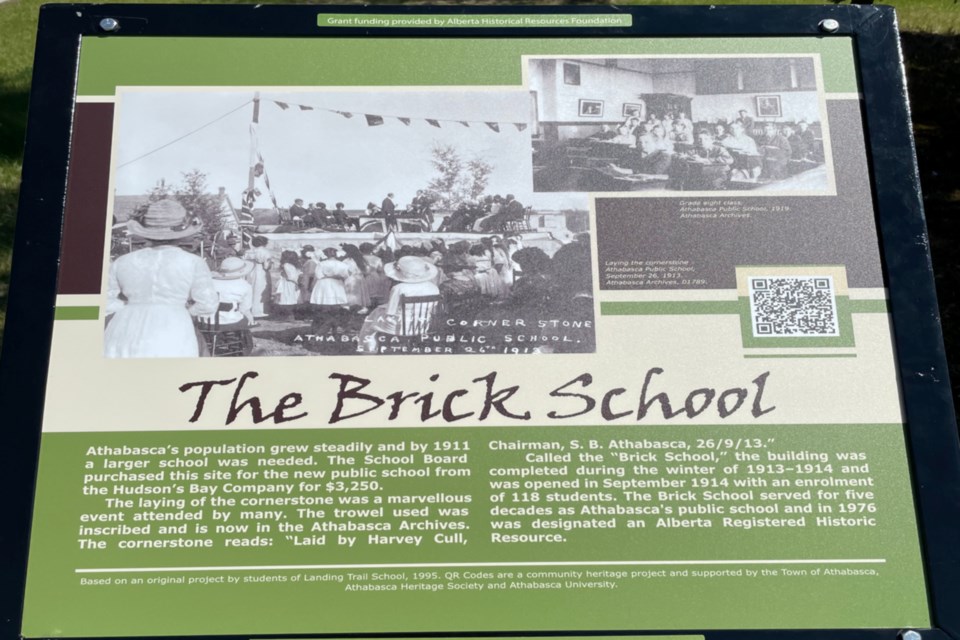 Grant funding provided by Alberta Historical Resources Foundation
Grade eight class,
Athabasca Public School, 1919.
Athabasca Archives.
Laying the cornerstone
Athabasca Public School,
September 26, 1913.
Athabasca Archives, 01789.
CORNER STONE
ATHABASCA PUBLIC SCHOOL.
SEPTEMBER 26TH 1913
The Brick School
Athabasca's population grew steadily and by 1911
a larger school was needed. The School Board
purchased this site for the new public school from
the Hudson's Bay Company for $3,250.
The laying of the cornerstone was a marvellous
event attended by many. The trowel used was
inscribed and is now in the Athabasca Archives.
The cornerstone reads: "Laid by Harvey Cull,
Chairman, S. B. Athabasca, 26/9/13."
Called the "Brick School," the building was
completed during the winter of 1913–1914 and
was opened in September 1914 with an enrolment
of 118 students. The Brick School served for five
decades as Athabasca's public school and in 1976
was designated an Alberta Registered Historic
Resource.
Based on an original project by students of Landing Trail School, 1995. QR Codes are a community heritage project and supported by the Town of Athabasca,
Athabasca Heritage Society and Athabasca University.